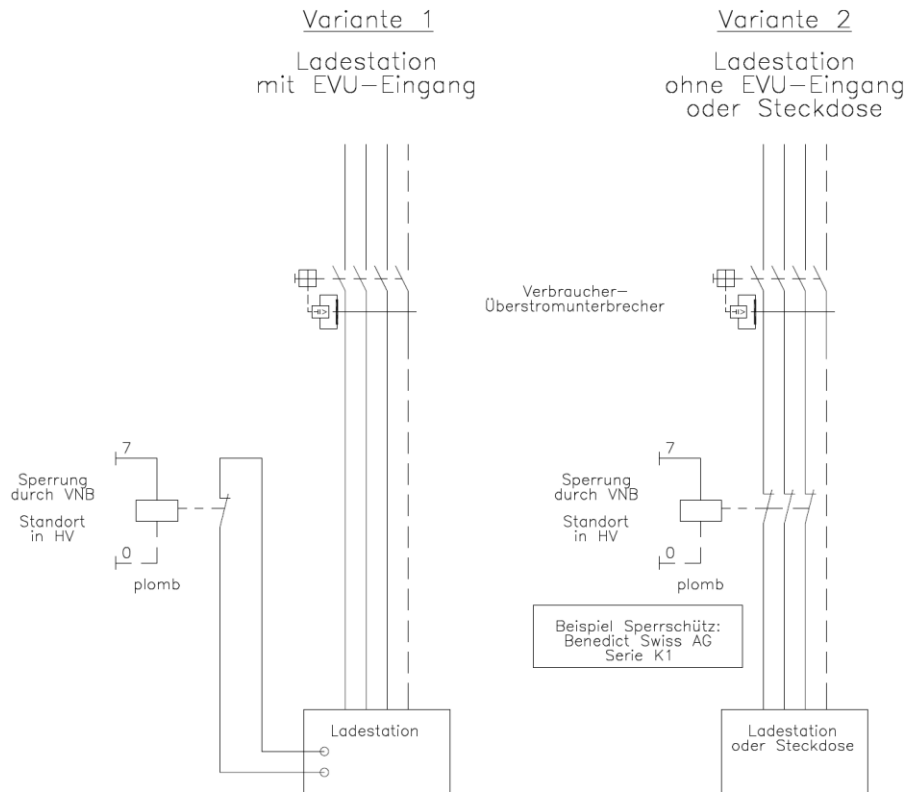 Variante 1
Ladestation
mit EVU-Eingang
Variante 2
Ladestation
ohne EVU-Eingang
oder Steckdose
Verbraucher-
Überstromunterbrecher
7
Sperrung
durch VNB
Standort
in HV
0
plomb
Ladestation
7
Sperrung
durch VNB
Standort
in HV
0
plomb
Beispiel Sperrschütz:
Benedict Swiss AG
Serie K1
Ladestation
oder Steckdose